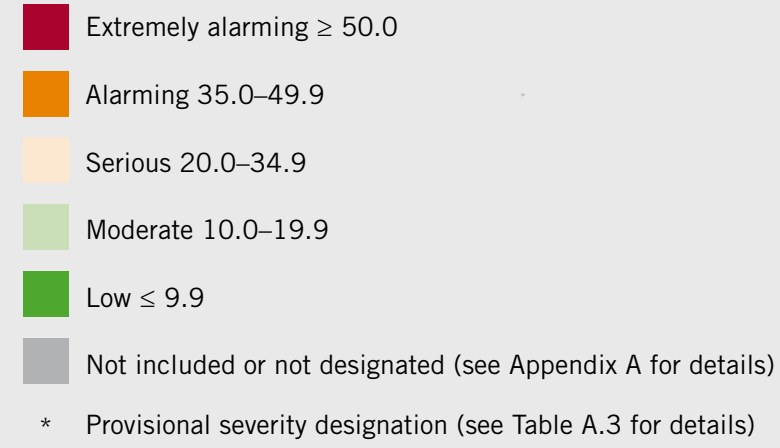 Extremely alarming ≥ 50.0
Alarming 35.0–49.9
Serious 20.0–34.9
Moderate 10.0–19.9
Low ≤ 9.9
Not included or not designated (see Appendix A for details)
* Provisional severity designation (see Table A.3 for details)